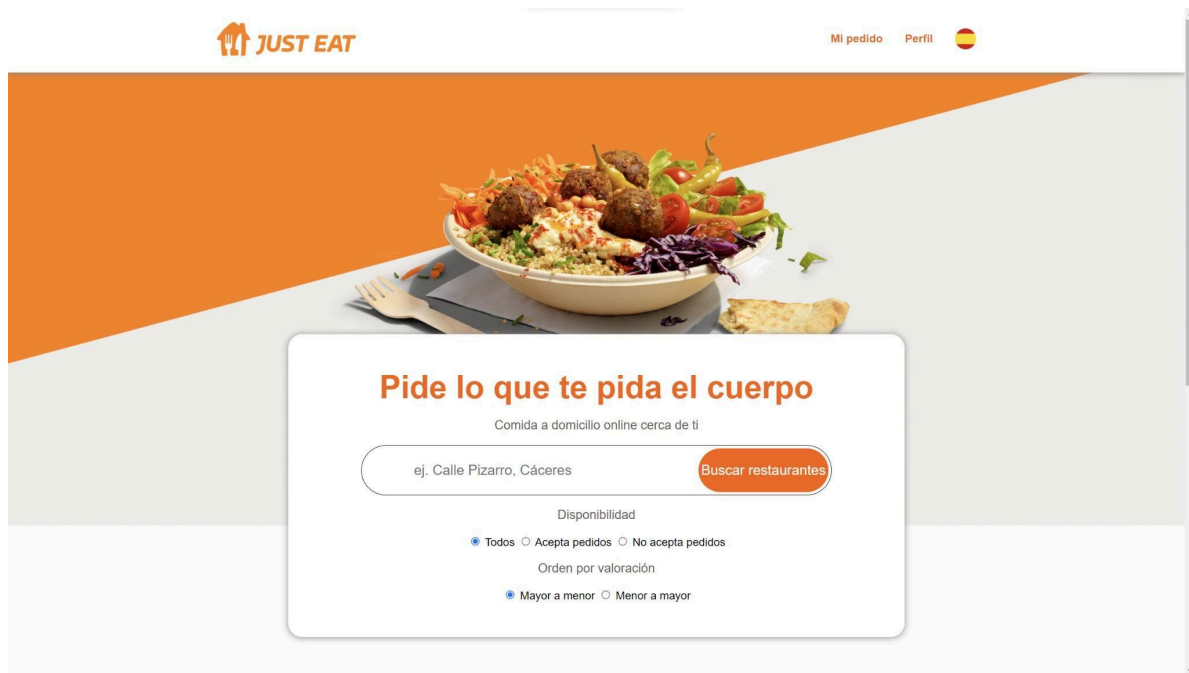 JUST EAT
Mi pedido Perfil
Pide lo que te pida el cuerpo
Comida a domicilio online cerca de ti
ej. Calle Pizarro, Cáceres Buscar restaurantes
Disponibilidad
Todos Acepta pedidos No acepta pedidos
Orden por valoración
Mayor a menor Menor a mayor